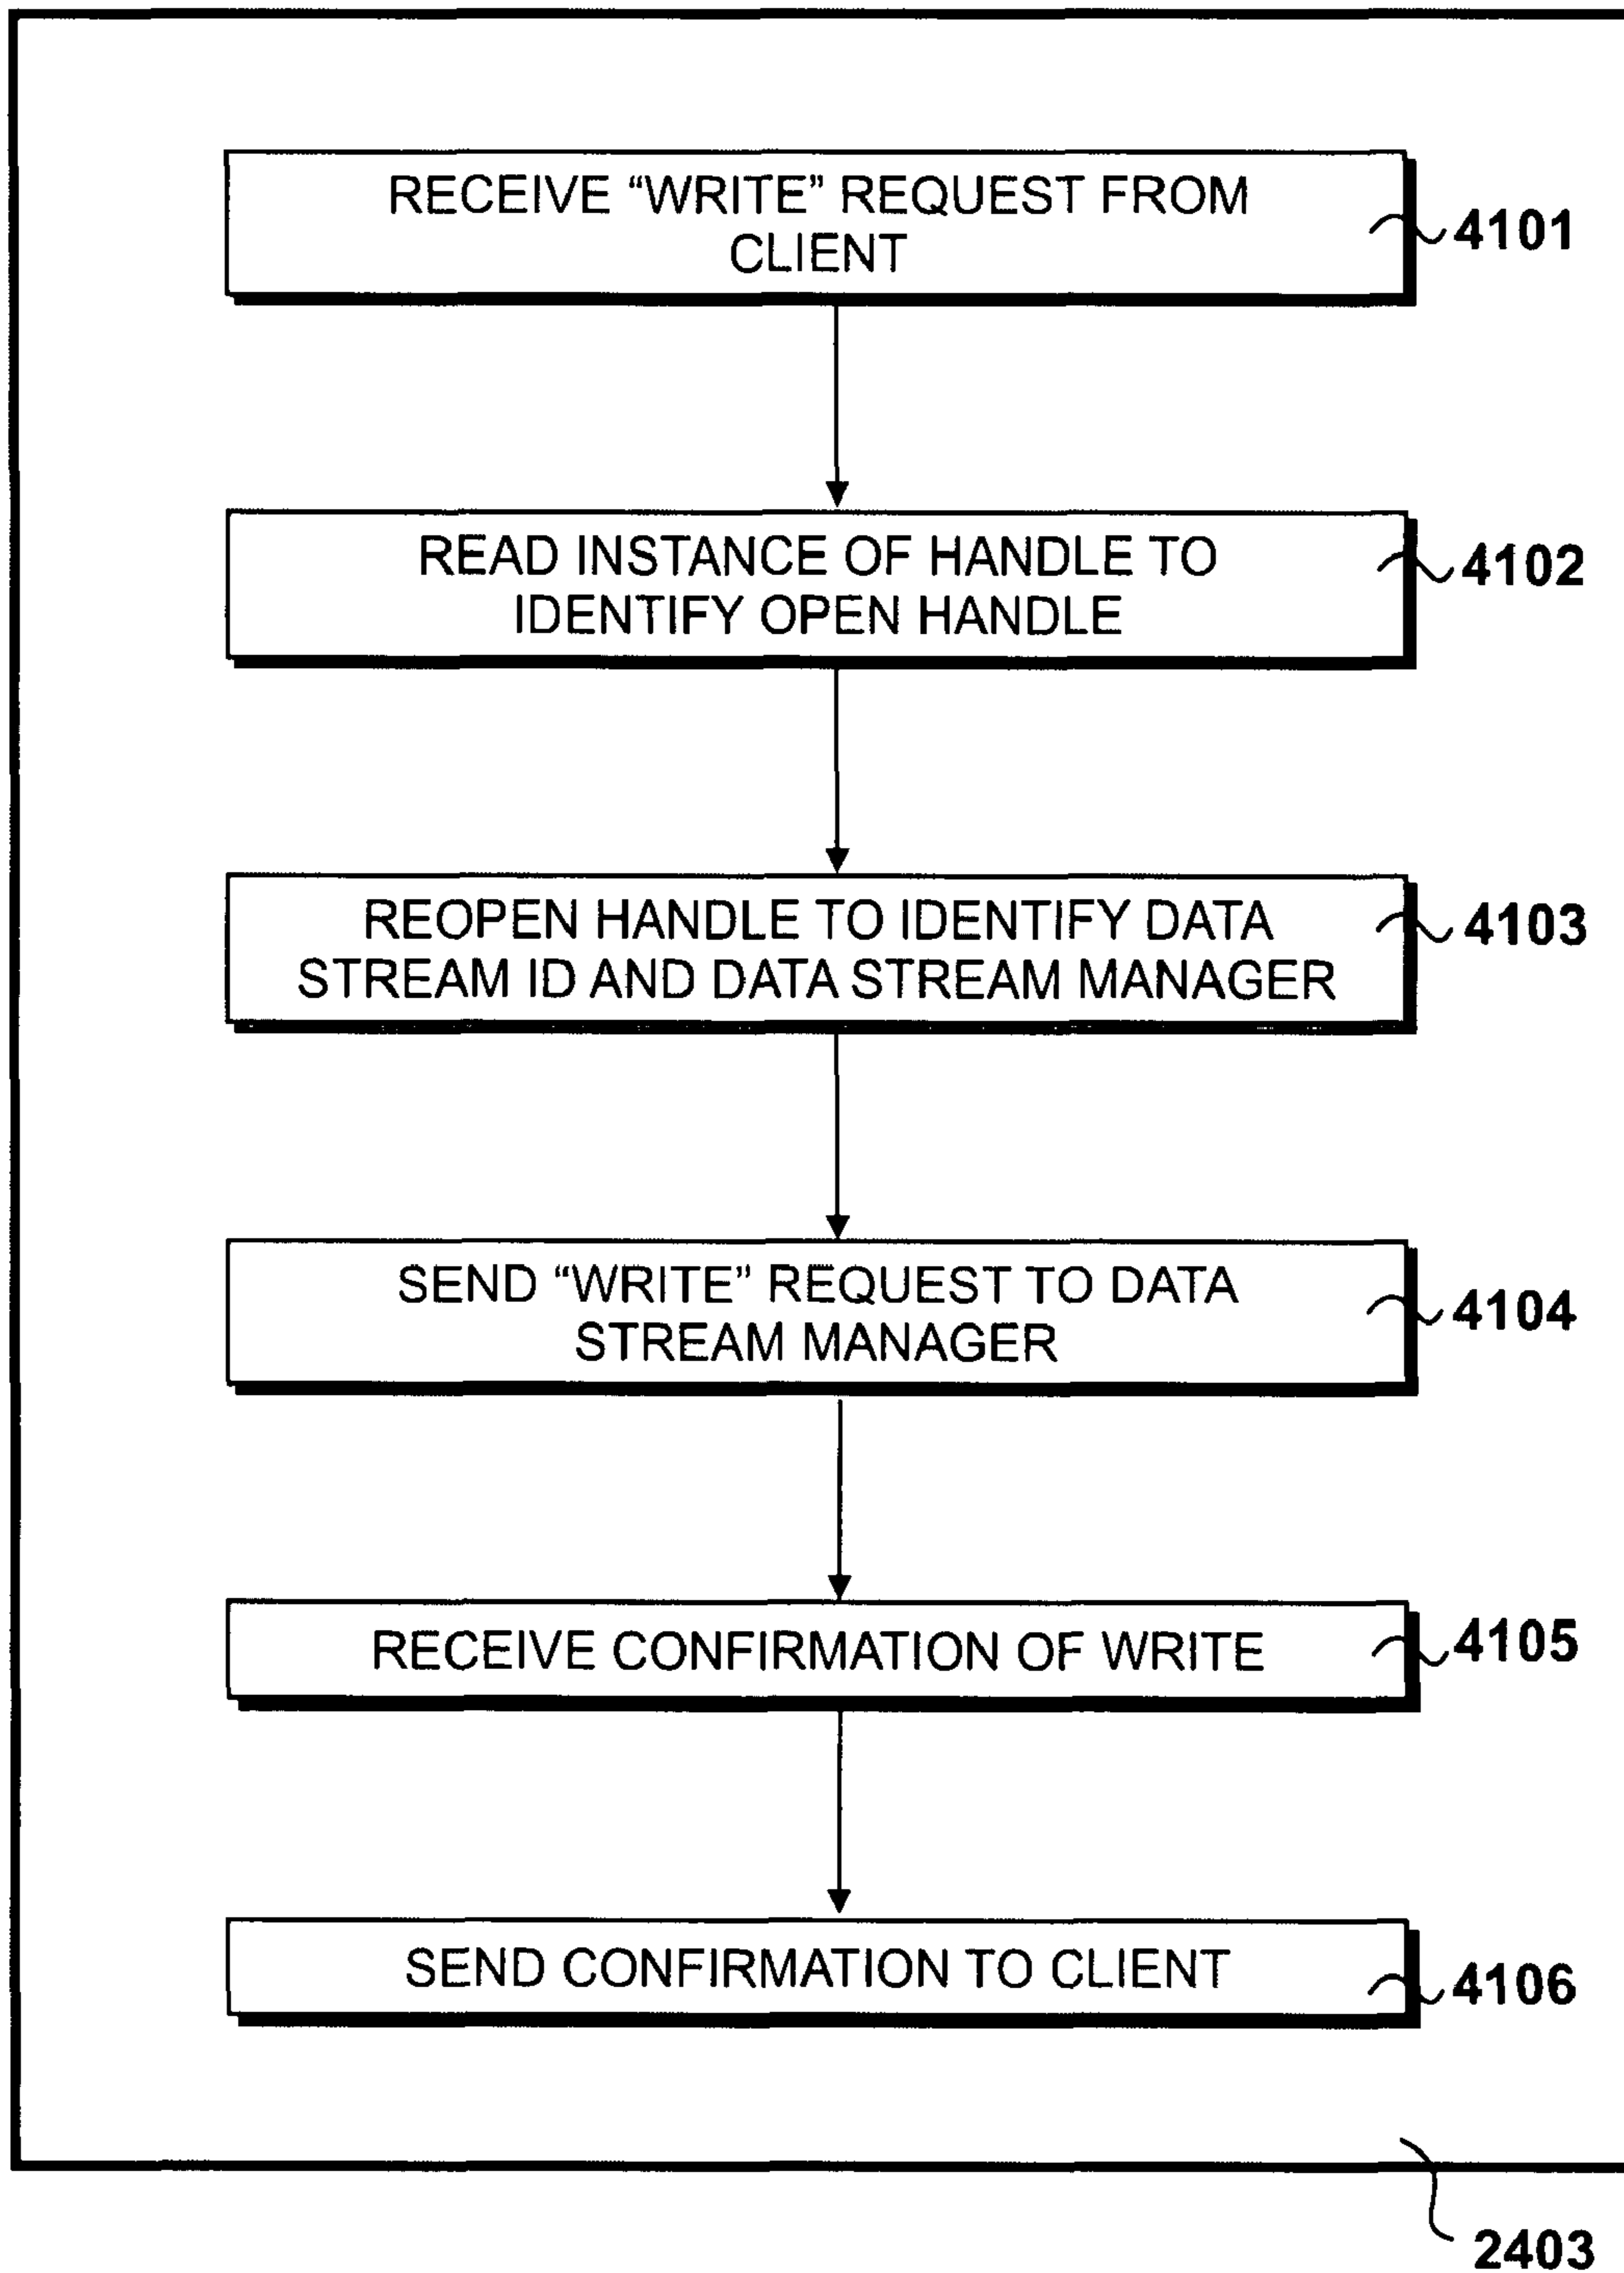 RECEIVE “WRITE” REQUEST FROM
CLIENT
4101
READ INSTANCE OF HANDLE TO
IDENTIFY OPEN HANDLE
4102
REOPEN HANDLE TO IDENTIFY DATA
STREAM ID AND DATA STREAM MANAGER
4103
SEND “WRITE” REQUEST TO DATA
STREAM MANAGER
4104
RECEIVE CONFIRMATION OF WRITE
4105
SEND CONFIRMATION TO CLIENT
4106
2403